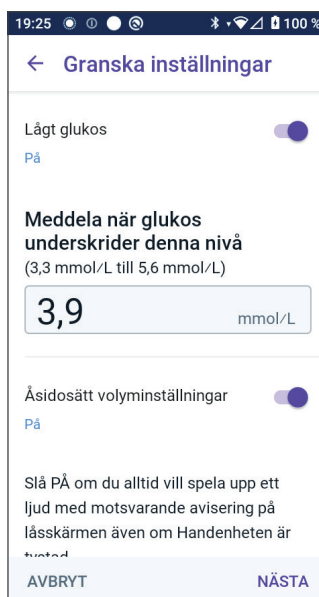 19:25 100 %
Granska inställningar
Lågt glukos
På
Meddela när glukos
underskrider denna nivå
(3,3 mmol/L till 5,6 mmol/L)
3,9 mmol/L
Åsidosätt volyminställningar
På
Slå PÅ om du alltid vill spela upp ett
ljud med motsvarande avisering på
låsskärmen även om Handenheten är
AVBRYT NÄSTA